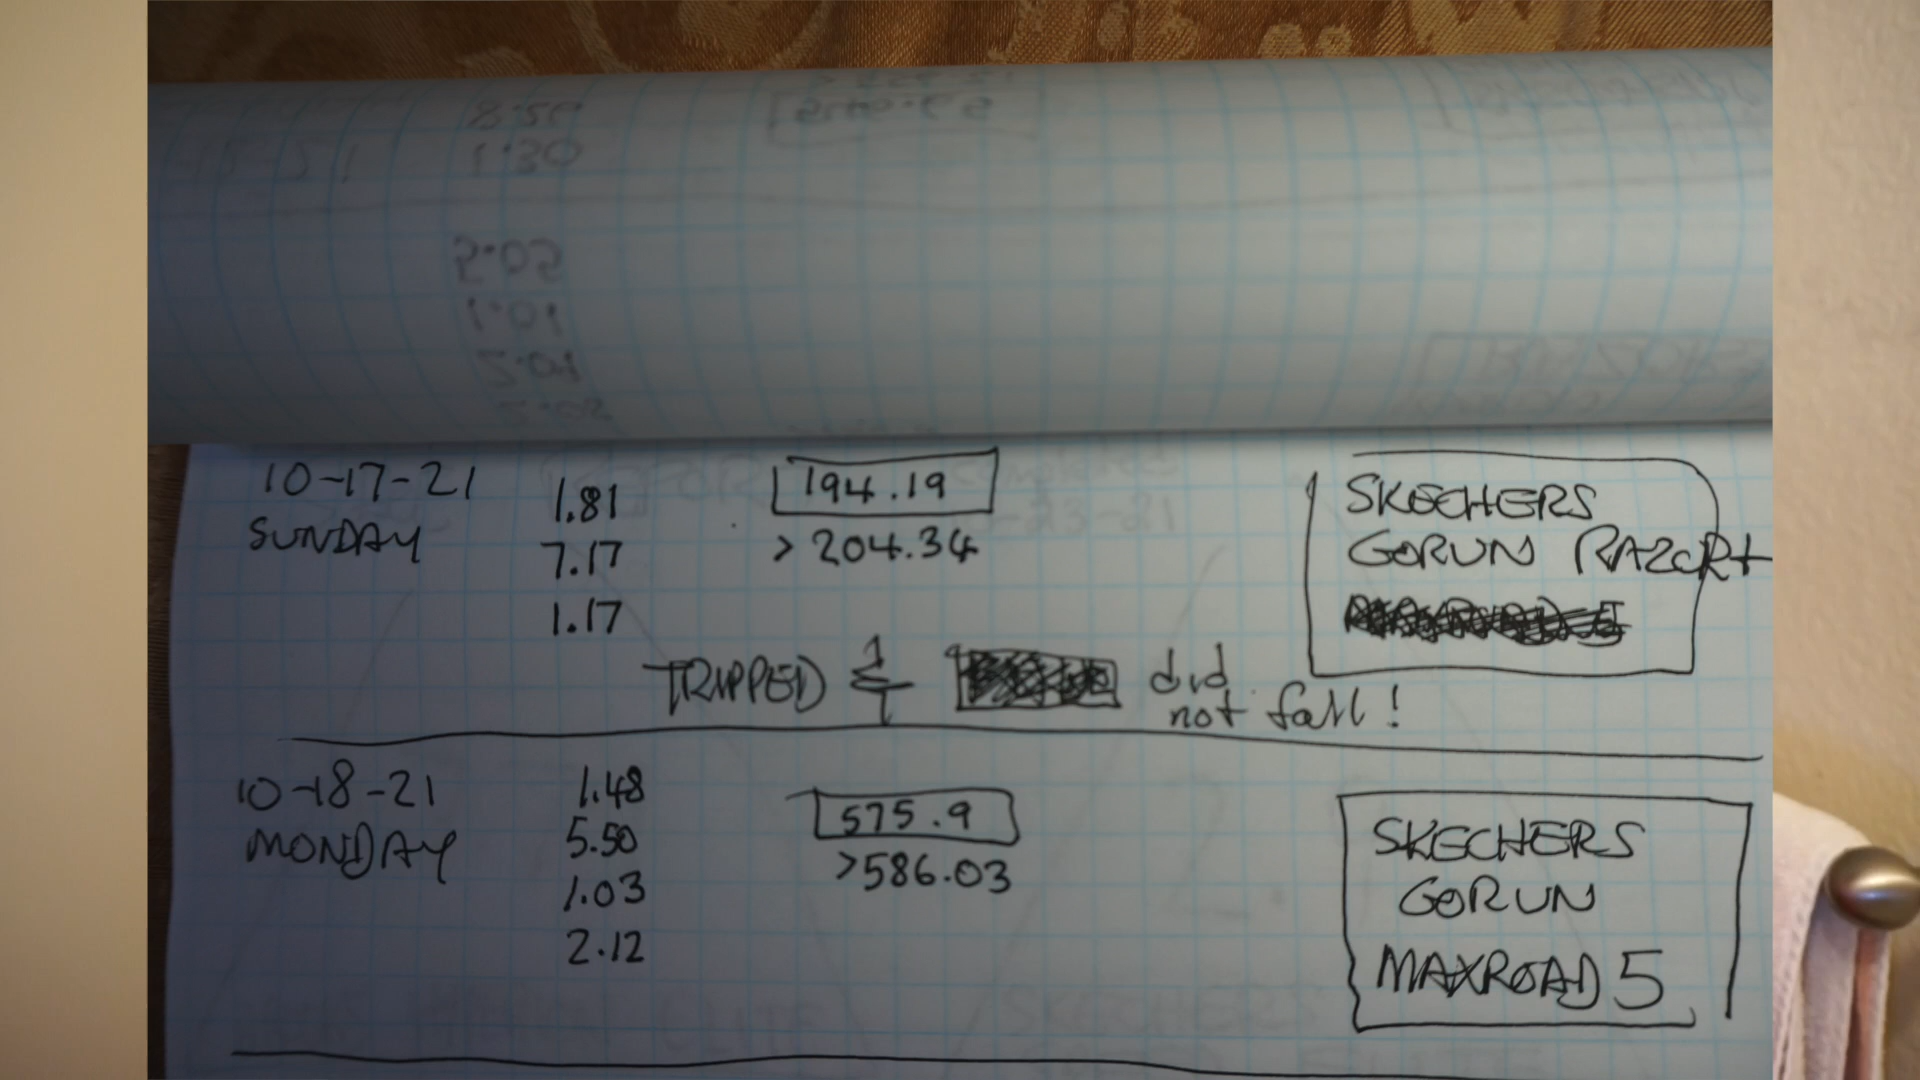 10-17-21
SUNDAY
1.81
7.17
1.17
194.19
> 204.34
SKECHERS
GORUN RAZOR+
TRIPPED & did
not fall!
10-18-21
MONDAY
1.48
5.50
1.03
2.12
575.9
>586.03
SKECHERS
GORUN
MAXROAD 5